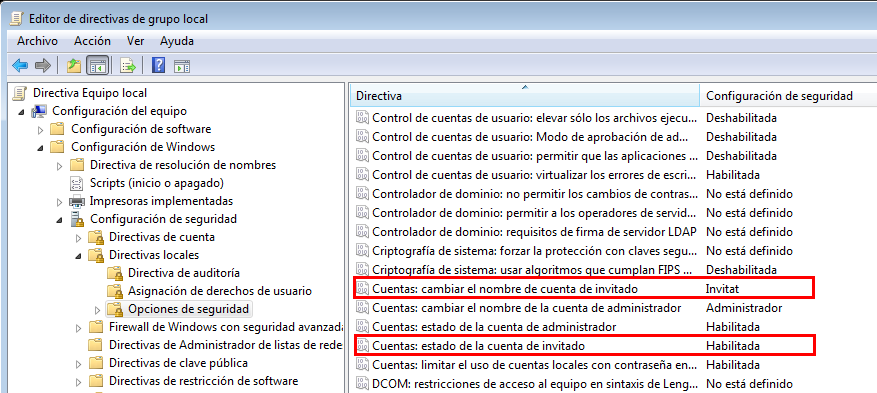 Editor de directivas de grupo local
Archivo Acción Ver Ayuda
Directiva Equipo local
Configuración del equipo
Configuración de software
Configuración de Windows
Directiva de resolución de nombres
Scripts (inicio o apagado)
Impresoras implementadas
Configuración de seguridad
Directivas de cuenta
Directivas locales
Directiva de auditoría
Asignación de derechos de usuario
Opciones de seguridad
Firewall de Windows con seguridad avanzada
Directivas de Administrador de listas de redes
Directivas de clave pública
Directivas de restricción de software
Directiva Configuración de seguridad
Control de cuentas de usuario: elevar sólo los archivos ejecu... Deshabilitada
Control de cuentas de usuario: Modo de aprobación de ad... Deshabilitada
Control de cuentas de usuario: permitir que las aplicaciones ... Deshabilitada
Control de cuentas de usuario: virtualizar los errores de escri... Habilitada
Controlador de dominio: no permitir los cambios de contras... No está definido
Controlador de dominio: permitir a los operadores de servid... No está definido
Controlador de dominio: requisitos de firma de servidor LDAP No está definido
Criptografía de sistema: forzar la protección con claves segu... No está definido
Criptografía de sistema: usar algoritmos que cumplan FIPS ... Deshabilitada
Cuentas: cambiar el nombre de cuenta de invitado Invitat
Cuentas: cambiar el nombre de la cuenta de administrador Administrador
Cuentas: estado de la cuenta de administrador Habilitada
Cuentas: estado de la cuenta de invitado Habilitada
Cuentas: limitar el uso de cuentas locales con contraseña en... Habilitada
DCOM: restricciones de acceso al equipo en sintaxis de Leng... No está definido